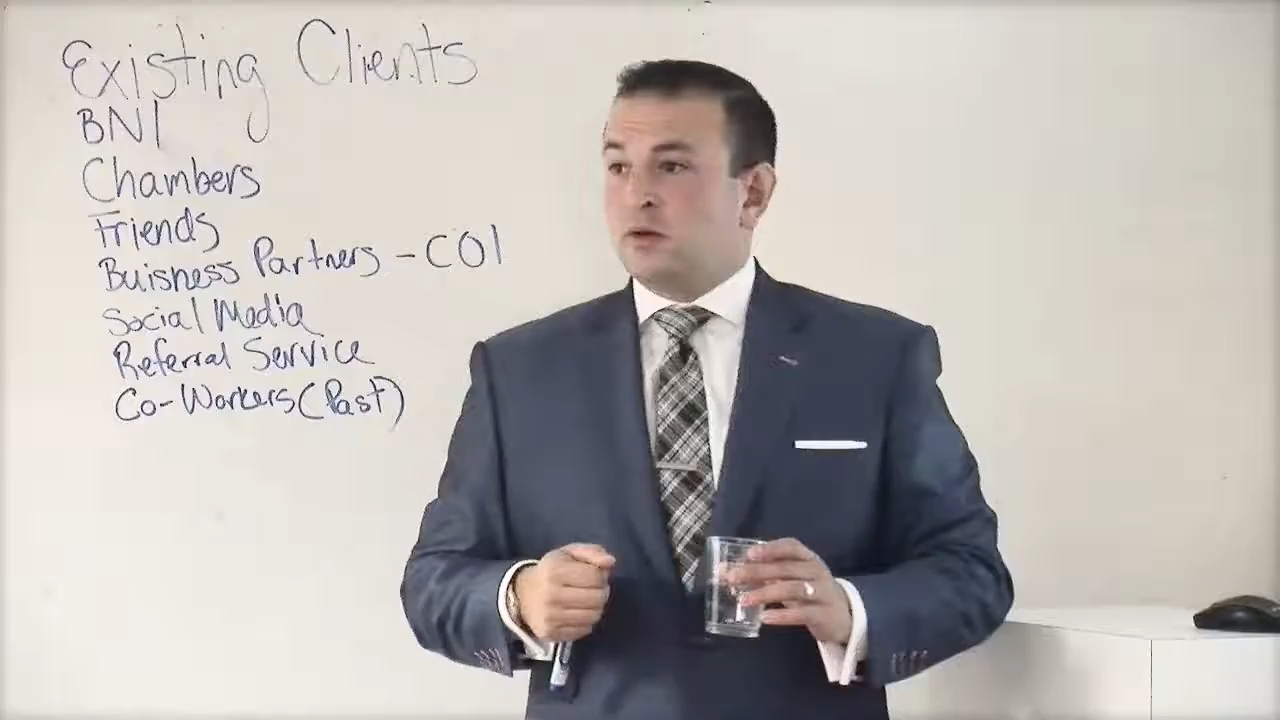 Existing Clients
BNI
Chambers
Friends
Buisness Partners - COI
Social Media
Referral Service
Co-Workers (Past)